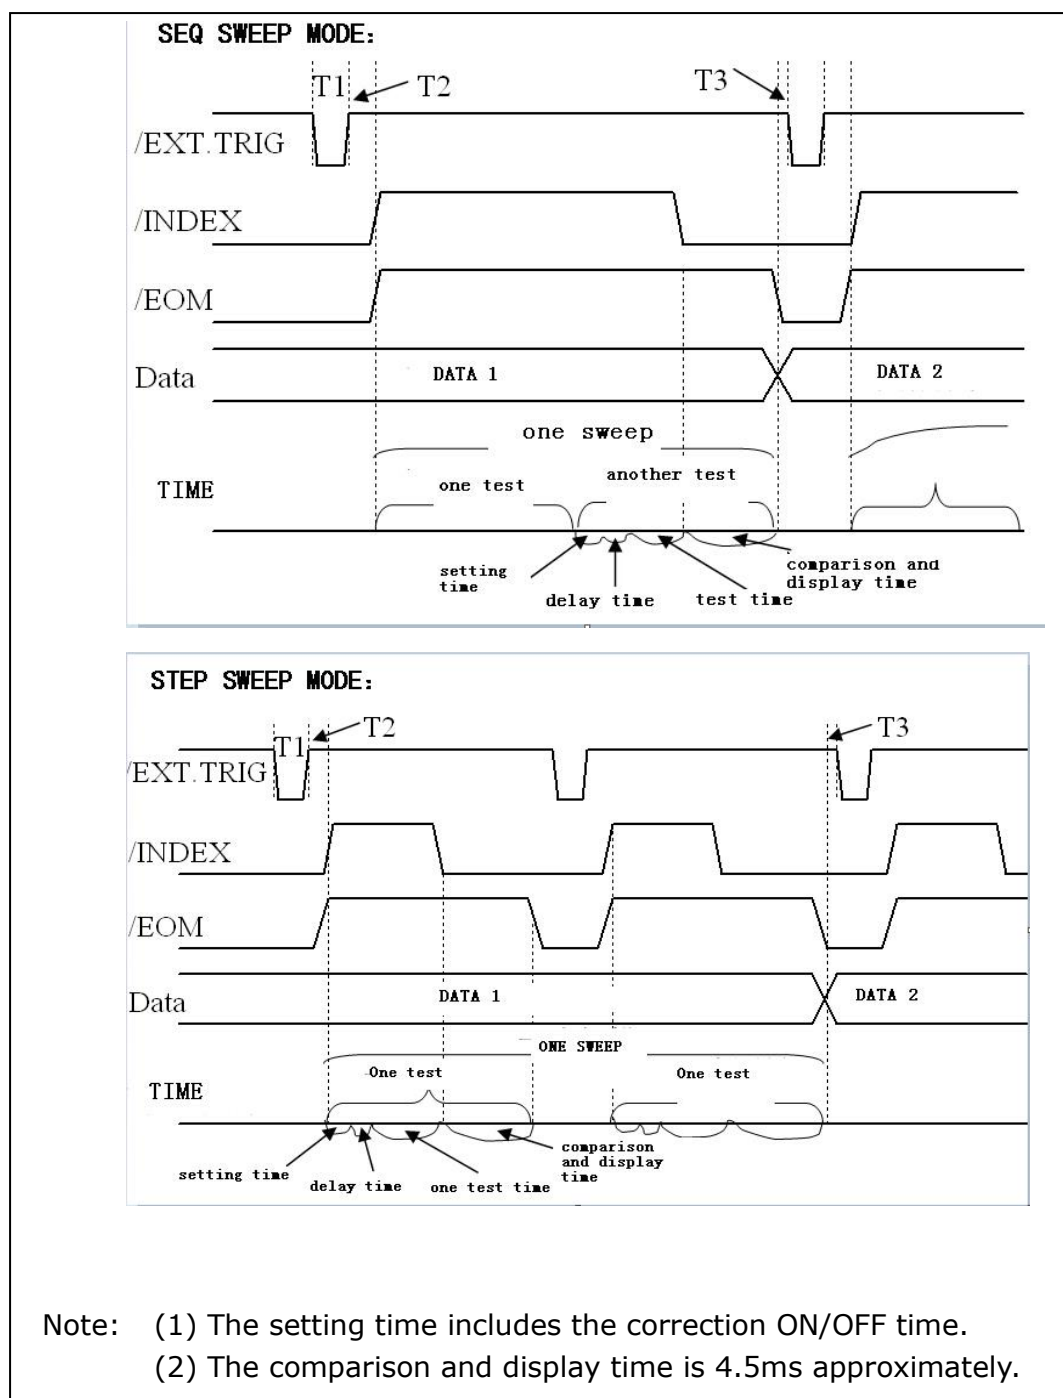 SEQ SWEEP MODE:
T1
T2
T3
/EXT.TRIG
/INDEX
/EOM
Data
DATA 1
DATA 2
one sweep
TIME
one test
another test
setting
time
delay time
test time
comparison and
display time
STEP SWEEP MODE:
T1
T2
T3
/EXT.TRIG
/INDEX
/EOM
Data
DATA 1
DATA 2
ONE SWEEP
TIME
One test
One test
setting time
delay time
one test time
comparison
and display
time
Note: (1) The setting time includes the correction ON/OFF time.
(2) The comparison and display time is 4.5ms approximately.